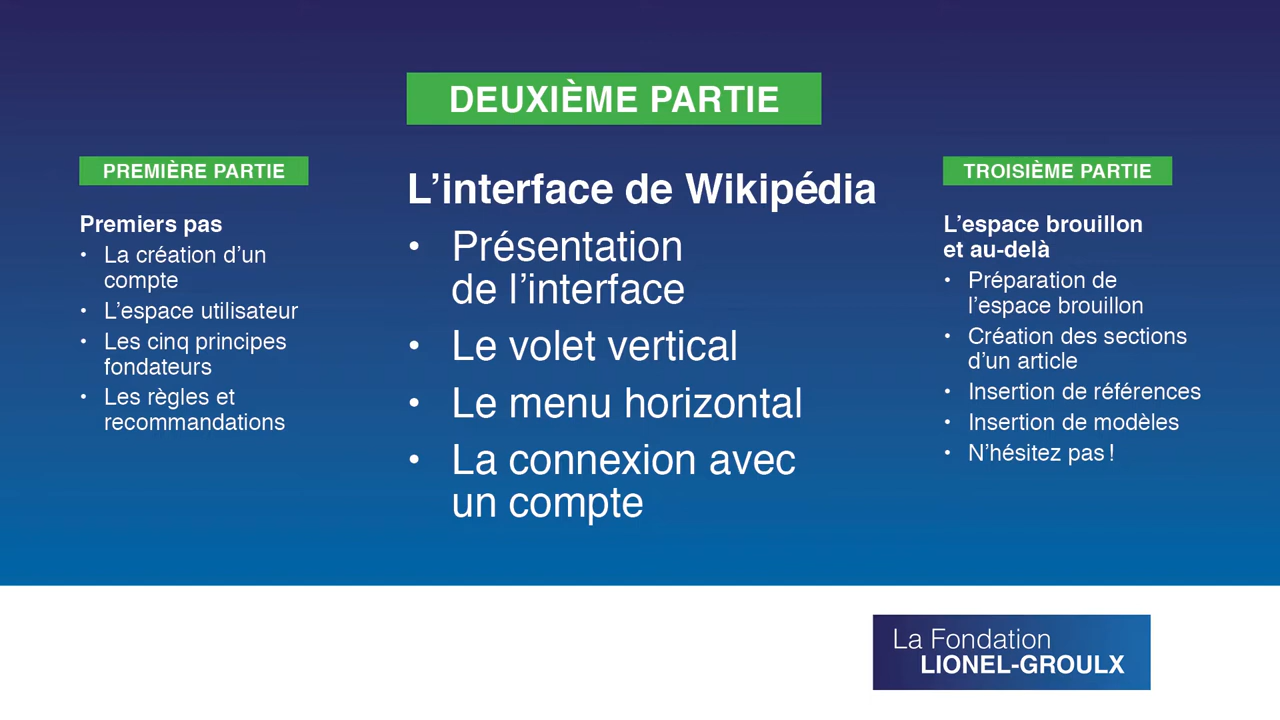 PREMIÈRE PARTIE
Premiers pas
• La création d’un
compte
• L’espace utilisateur
• Les cinq principes
fondateurs
• Les règles et
recommandations
DEUXIÈME PARTIE
L’interface de Wikipédia
• Présentation
de l’interface
• Le volet vertical
• Le menu horizontal
• La connexion avec
un compte
TROISIÈME PARTIE
L’espace brouillon
et au-delà
• Préparation de
l’espace brouillon
• Création des sections
d’un article
• Insertion de références
• Insertion de modèles
• N’hésitez pas !
La Fondation
LIONEL-GROULX